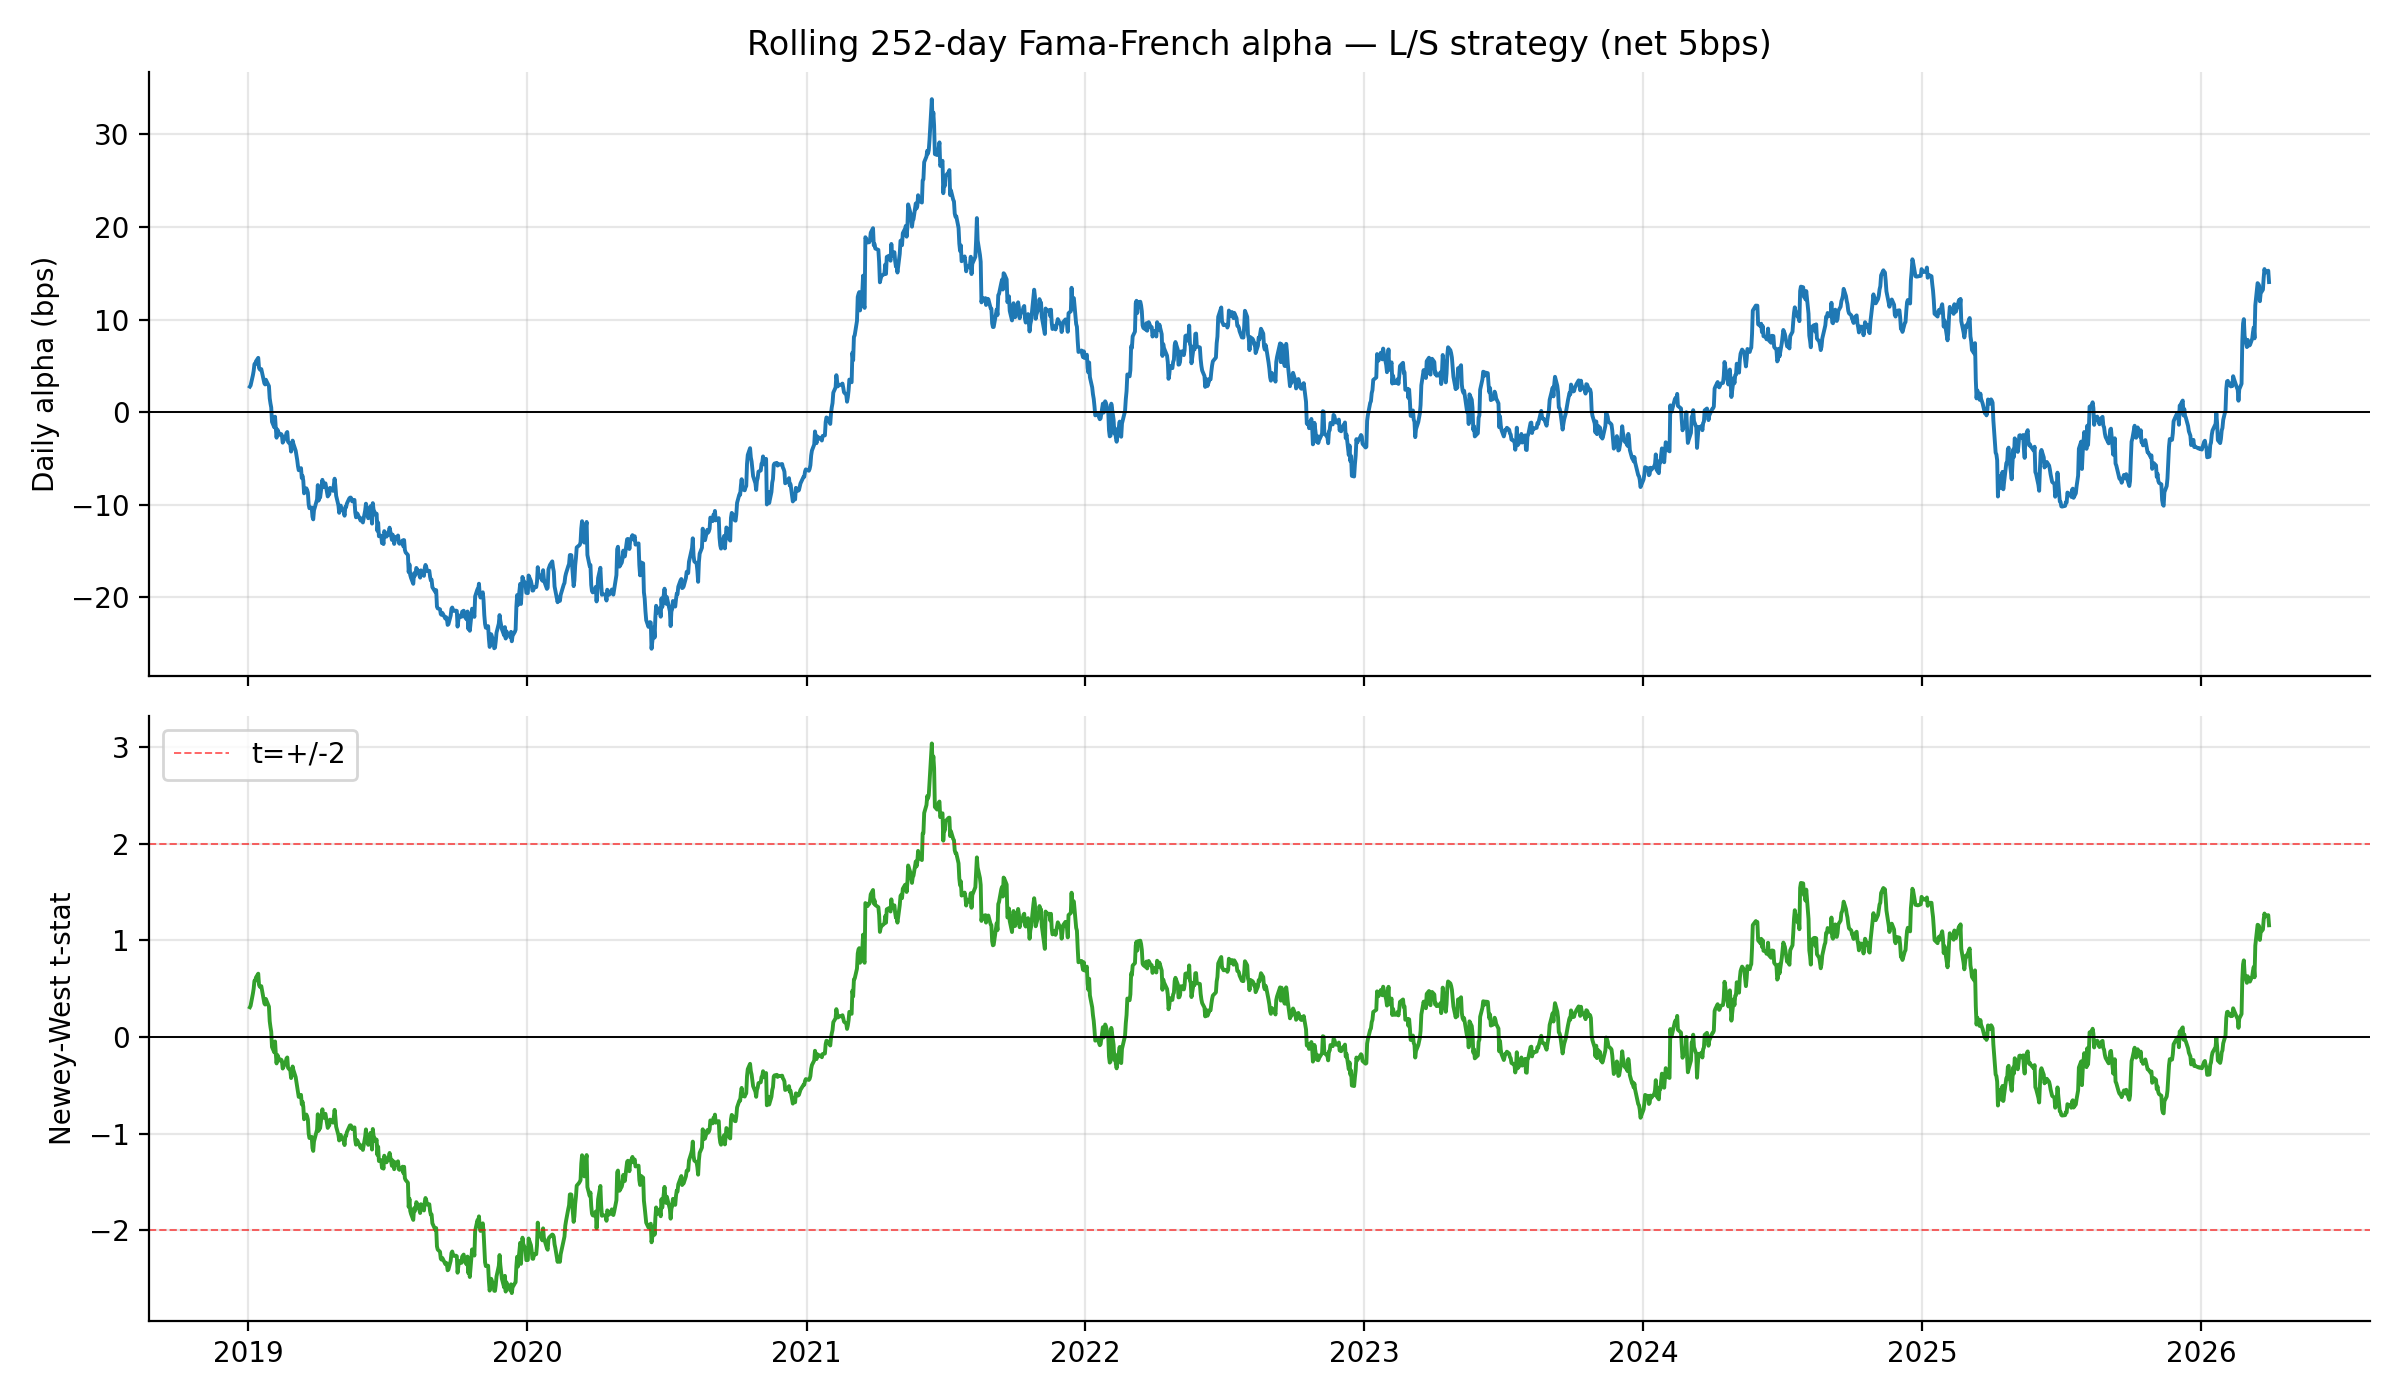 Rolling 252-day Fama-French alpha — L/S strategy (net 5bps)
30
20
10
0
−10
−20
Daily alpha (bps)
t=+/-2
3
2
1
0
−1
−2
Newey-West t-stat
2019 2020 2021 2022 2023 2024 2025 2026